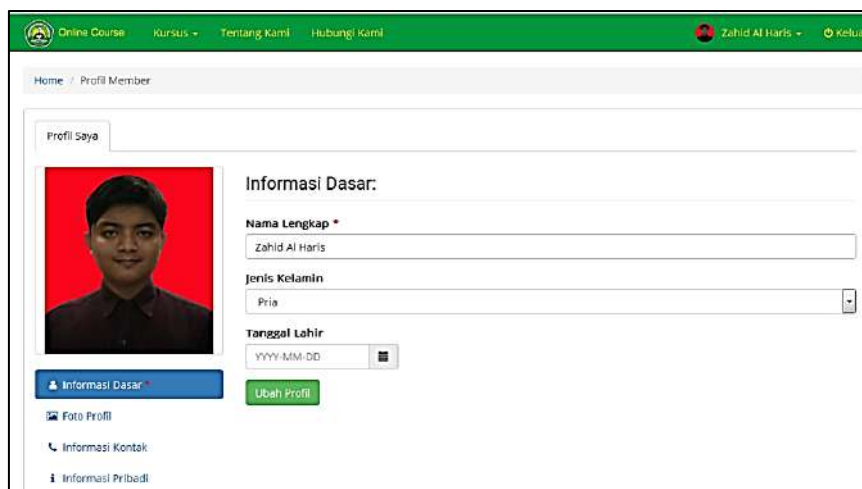 Online Course Kursus Tentang Kami Hubungi Kami Zahid Al Haris Kelua
Home / Profil Member
Profil Saya
Informasi Dasar:
Nama Lengkap *
Zahid Al Haris
Jenis Kelamin
Pria
Tanggal Lahir
YYYY-MM-DD
Ubah Profil
Informasi Dasar *
Foto Profil
Informasi Kontak
Informasi Pribadi